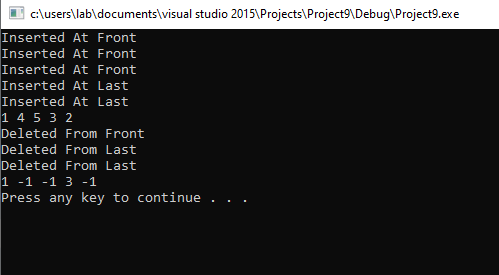 c:\users\lab\documents\visual studio 2015\Projects\Project9\Debug\Project9.exe
Inserted At Front
Inserted At Front
Inserted At Front
Inserted At Last
Inserted At Last
1 4 5 3 2
Deleted From Front
Deleted From Last
Deleted From Last
1 -1 -1 3 -1
Press any key to continue . . .